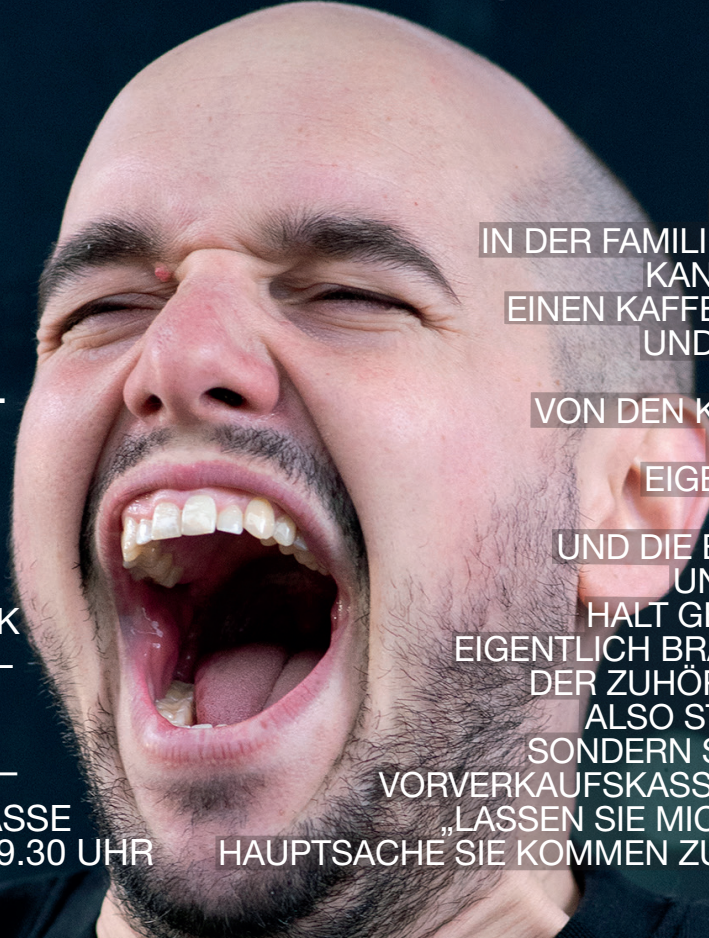 IN DER FAMILI
KAN
EINEN KAFFE
UND
VON DEN K
EIGE
UND DIE E
UN
HALT GE
EIGENTLICH BRA
DER ZUHÖR
ALSO ST
SONDERN S
VORVERKAUFSKASS
„LASSEN SIE MIC
HAUPTSACHE SIE KOMMEN ZU
K
ASSE
9.30 UHR